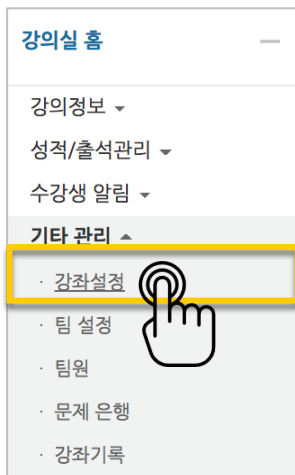 강의실 홈
강의정보
성적/출석관리
수강생 알림
기타 관리
· 강좌설정
· 팀 설정
· 팀원
· 문제 은행
· 강좌기록